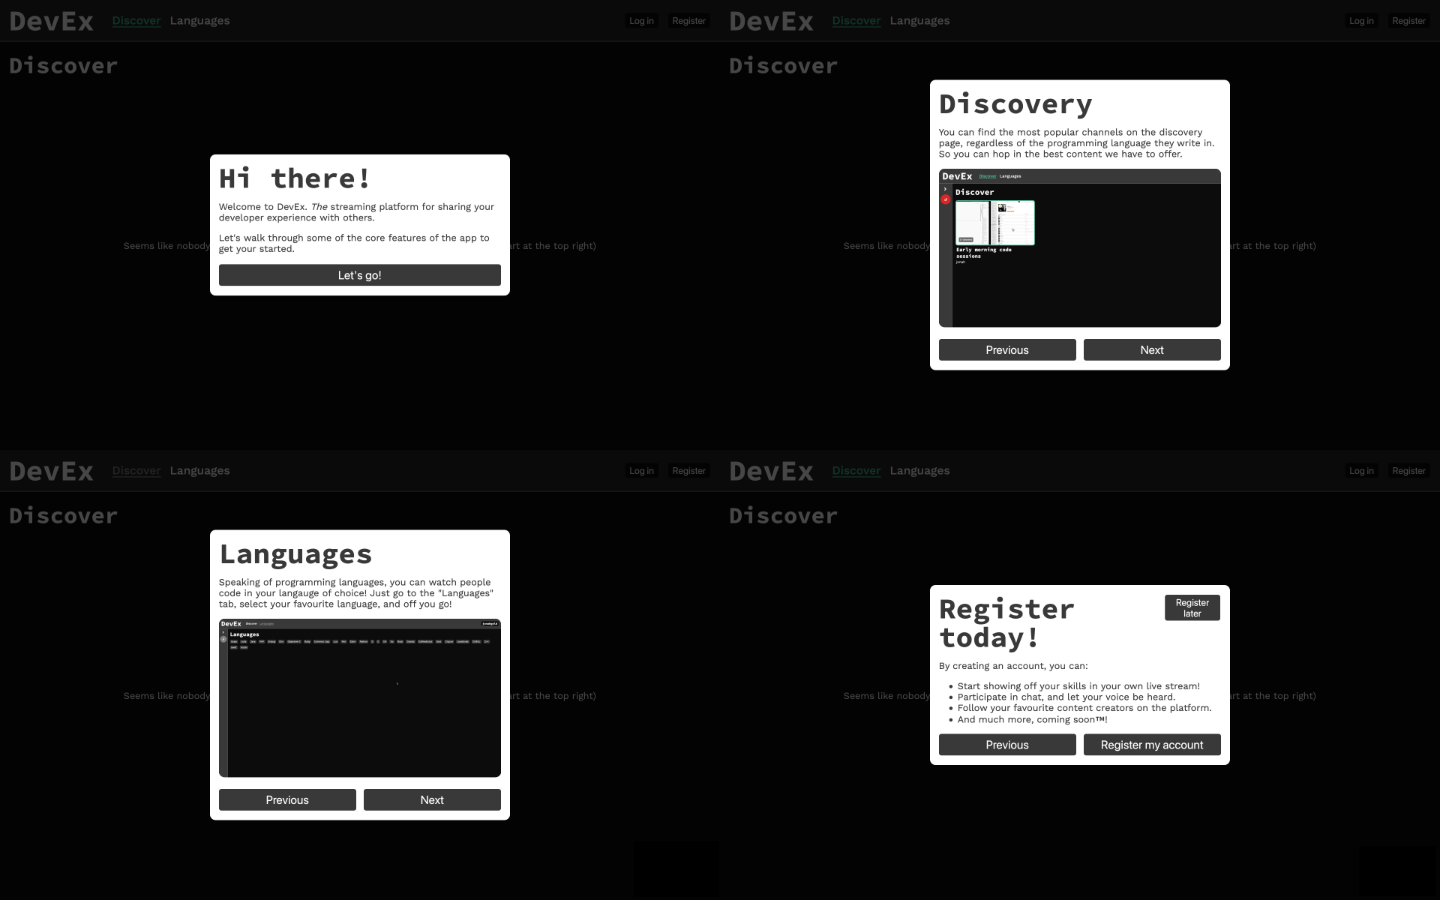 DevEx Discover Languages Log in Register
Discover
Hi there!
Welcome to DevEx. The streaming platform for sharing your
developer experience with others.
Let's walk through some of the core features of the app to
get your started.
Seems like nobody
art at the top right)
Let's go!
DevEx Discover Languages Log in Register
Discover
Discovery
You can find the most popular channels on the discovery
page, regardless of the programming language they write in.
So you can hop in the best content we have to offer.
DevEx Discover Languages
Discover
Early morning code
sessions
Seems like nobody
art at the top right)
Previous Next
DevEx Discover Languages Log in Register
Discover
Languages
Speaking of programming languages, you can watch people
code in your langauge of choice! Just go to the "Languages"
tab, select your favourite language, and off you go!
DevEx Discover Languages
Languages
Seems like nobody
art at the top right)
Previous Next
DevEx Discover Languages Log in Register
Discover
Register
today!
Register
later
By creating an account, you can:
• Start showing off your skills in your own live stream!
• Participate in chat, and let your voice be heard.
• Follow your favourite content creators on the platform.
• And much more, coming soon™!
Seems like nobody
art at the top right)
Previous Register my account